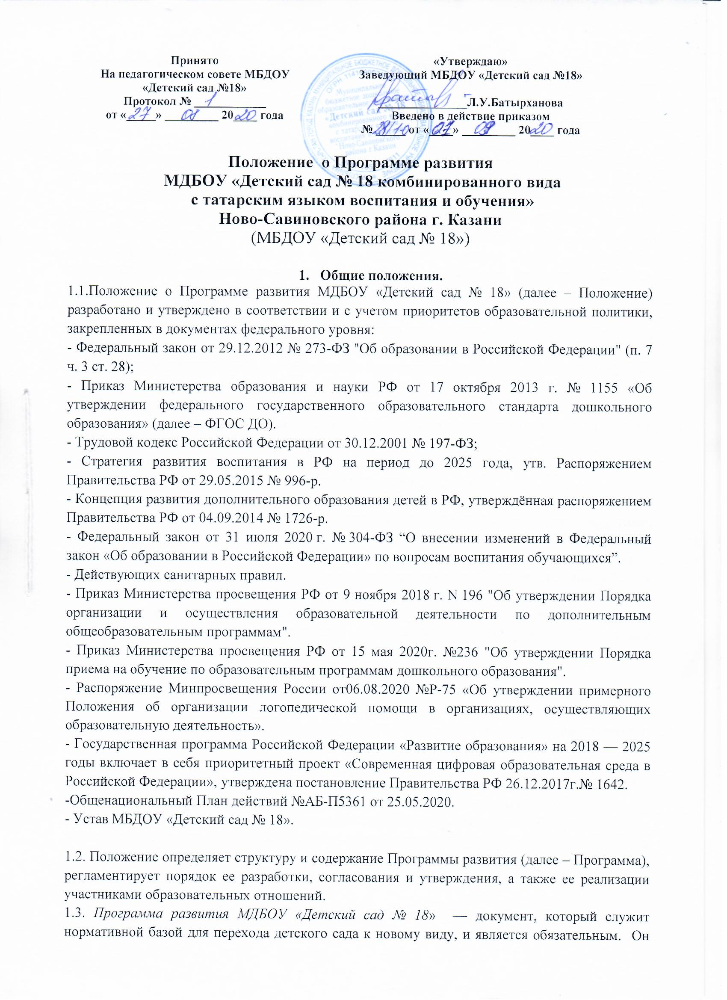 Принято
На педагогическом совете МБДОУ
«Детский сад №18»
Протокол № 1
от «27» 08 2020 года
«Утверждаю»
Заведующий МБДОУ «Детский сад №18»
Л.У.Батырханова
Введено в действие приказом
№ от «27» 08 2020 года
Муниципальное
бюджетное дошкольное
образовательное
«Детский сад № 18
комбинированного
с татарским
воспитания и
Ново-Савиновского
района г Казани
Положение о Программе развития
МДБОУ «Детский сад № 18 комбинированного вида
с татарским языком воспитания и обучения»
Ново-Савиновского района г. Казани
(МБДОУ «Детский сад № 18»)
1. Общие положения.
1.1.Положение о Программе развития МДБОУ «Детский сад № 18» (далее – Положение)
разработано и утверждено в соответствии и с учетом приоритетов образовательной политики,
закрепленных в документах федерального уровня:
- Федеральный закон от 29.12.2012 № 273-ФЗ "Об образовании в Российской Федерации" (п. 7
ч. 3 ст. 28);
- Приказ Министерства образования и науки РФ от 17 октября 2013 г. № 1155 «Об
утверждении федерального государственного образовательного стандарта дошкольного
образования» (далее – ФГОС ДО).
- Трудовой кодекс Российской Федерации от 30.12.2001 № 197-ФЗ;
- Стратегия развития воспитания в РФ на период до 2025 года, утв. Распоряжением
Правительства РФ от 29.05.2015 № 996-р.
- Концепция развития дополнительного образования детей в РФ, утверждённая распоряжением
Правительства РФ от 04.09.2014 № 1726-р.
- Федеральный закон от 31 июля 2020 г. № 304-ФЗ “О внесении изменений в Федеральный
закон «Об образовании в Российской Федерации» по вопросам воспитания обучающихся”.
- Действующих санитарных правил.
- Приказ Министерства просвещения РФ от 9 ноября 2018 г. N 196 "Об утверждении Порядка
организации и осуществления образовательной деятельности по дополнительным
общеобразовательным программам".
- Приказ Министерства просвещения РФ от 15 мая 2020г. №236 "Об утверждении Порядка
приема на обучение по образовательным программам дошкольного образования".
- Распоряжение Минпросвещения России от06.08.2020 №Р-75 «Об утверждении примерного
Положения об организации логопедической помощи в организациях, осуществляющих
образовательную деятельность».
- Государственная программа Российской Федерации «Развитие образования» на 2018 — 2025
годы включает в себя приоритетный проект «Современная цифровая образовательная среда в
Российской Федерации», утверждена постановление Правительства РФ 26.12.2017г.№ 1642.
-Общенациональный План действий №АБ-П5361 от 25.05.2020.
- Устав МБДОУ «Детский сад № 18».
1.2. Положение определяет структуру и содержание Программы развития (далее – Программа),
регламентирует порядок ее разработки, согласования и утверждения, а также ее реализации
участниками образовательных отношений.
1.3. Программа развития МДБОУ «Детский сад № 18» — документ, который служит
нормативной базой для перехода детского сада к новому виду, и является обязательным. Он